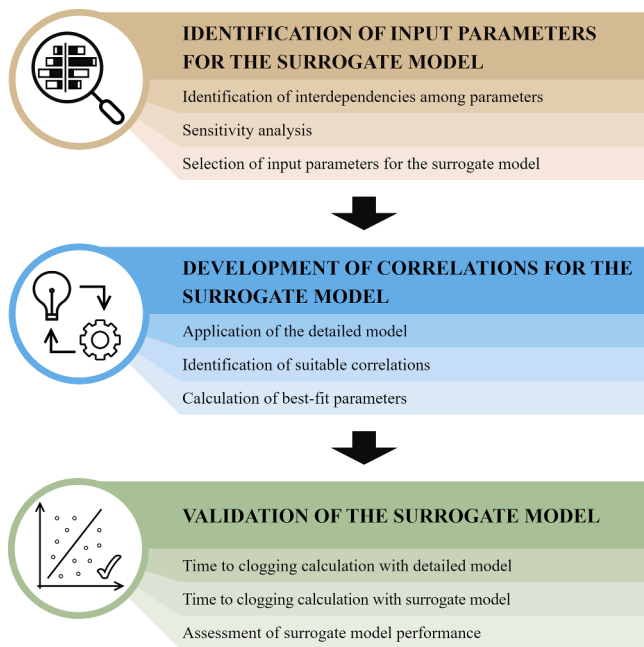 IDENTIFICATION OF INPUT PARAMETERS
FOR THE SURROGATE MODEL
Identification of interdependencies among parameters
Sensitivity analysis
Selection of input parameters for the surrogate model
DEVELOPMENT OF CORRELATIONS FOR THE
SURROGATE MODEL
Application of the detailed model
Identification of suitable correlations
Calculation of best-fit parameters
VALIDATION OF THE SURROGATE MODEL
Time to clogging calculation with detailed model
Time to clogging calculation with surrogate model
Assessment of surrogate model performance